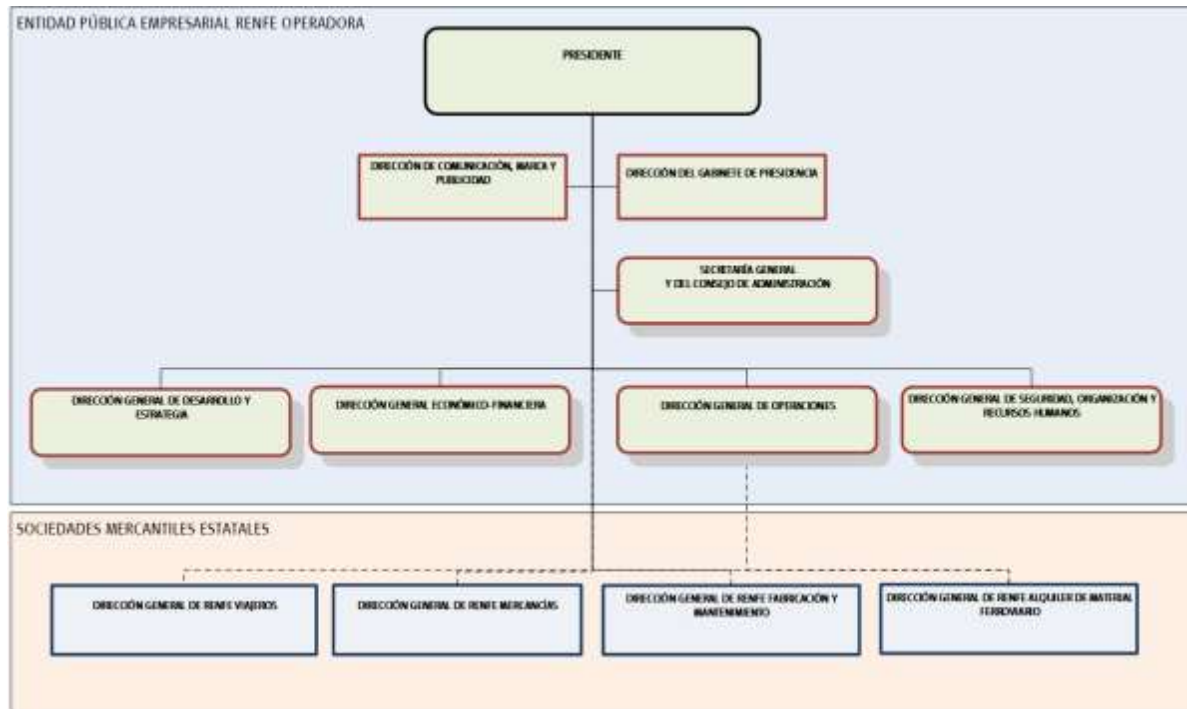 ENTIDAD PÚBLICA EMPRESARIAL RENFE OPERADORA
PRESIDENTE
DIRECCIÓN DE COMUNICACIÓN, MARCA Y
PUBLICIDAD
DIRECCIÓN DEL GABINETE DE PRESIDENCIA
SECRETARÍA GENERAL
Y DEL CONSEJO DE ADMINISTRACIÓN
DIRECCIÓN GENERAL DE DESARROLLO Y
ESTRATEGIA
DIRECCIÓN GENERAL ECONÓMICO-FINANCIERA
DIRECCIÓN GENERAL DE OPERACIONES
DIRECCIÓN GENERAL DE SEGURIDAD, ORGANIZACIÓN Y
RECURSOS HUMANOS
SOCIEDADES MERCANTILES ESTATALES
DIRECCIÓN GENERAL DE RENFE VIAJEROS
DIRECCIÓN GENERAL DE RENFE MERCANCÍAS
DIRECCIÓN GENERAL DE RENFE FABRICACIÓN Y
MANTENIMIENTO
DIRECCIÓN GENERAL DE RENFE ALQUILER DE MATERIAL
FERROVIARIO